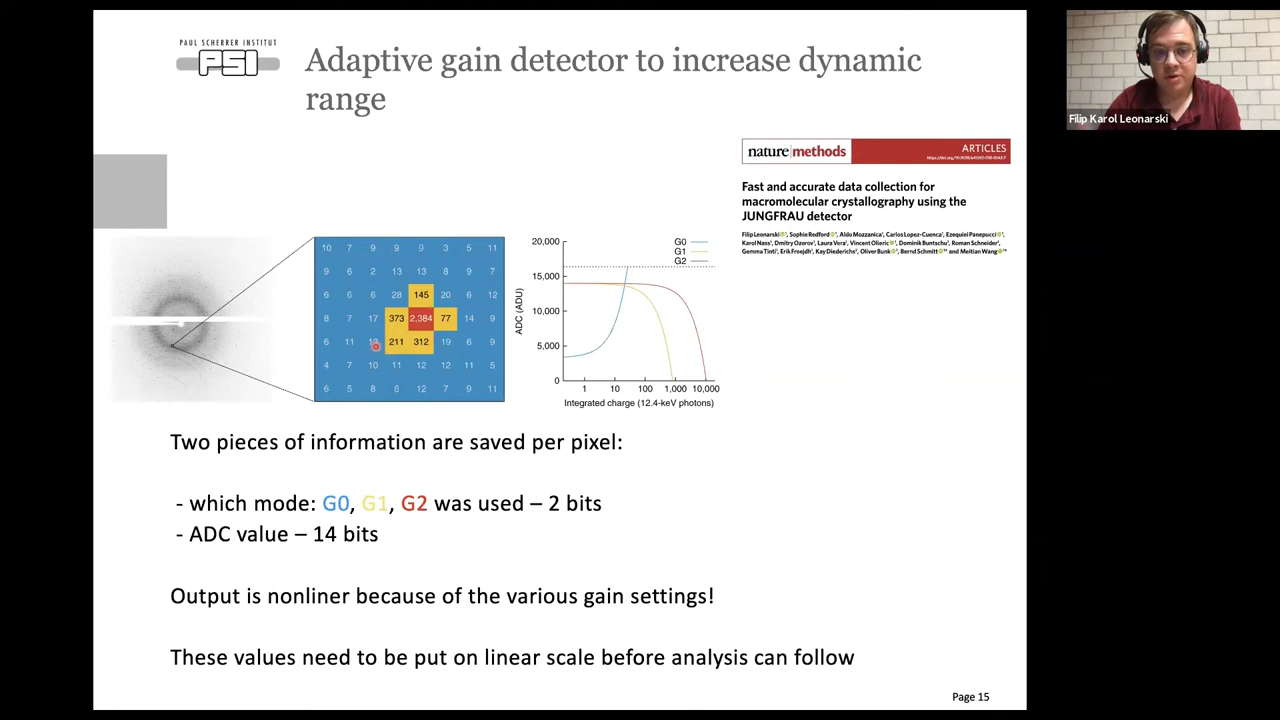 PAUL SCHERRER INSTITUT
PSI
Adaptive gain detector to increase dynamic
range
Filip Karol Leonarski
nature|methods
ARTICLES
Fast and accurate data collection for
macromolecular crystallography using the
JUNGFRAU detector
Filip Leonarski, Sophie Redford, Aldo Mozzanica, Carlos Lopez-Cuenca, Ezequiel Panepucci,
Karol Nass, Dmitry Ozerov, Laura Vera, Vincent Olieric, Dominik Buntschu, Roman Schneider,
Gemma Tinti, Erik Froejdh, Kay Diederichs, Oliver Bunk, Bernd Schmitt and Meitian Wang
10 7 9 9 9 3 5 11
9 6 2 13 13 8 9 6
6 6 6 28 145 20 6 12
8 7 17 373 2,384 77 14 9
6 11 211 312 19 6 9
4 7 10 11 12 12 11 5
6 5 8 6 12 7 9 11
20,000
15,000
10,000
5,000
0
ADC (ADU)
G0
G1
G2
1 10 100 1,000 10,000
Integrated charge (12.4-keV photons)
Two pieces of information are saved per pixel:
- which mode: G0, G1, G2 was used – 2 bits
- ADC value – 14 bits
Output is nonliner because of the various gain settings!
These values need to be put on linear scale before analysis can follow
Page 15